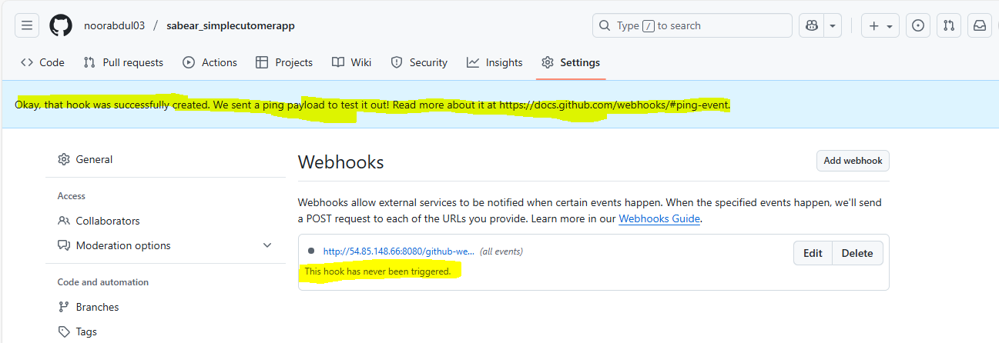 noorabdul03 / sabear_simplecutomerapp
Type / to search
Code Pull requests Actions Projects Wiki Security Insights Settings
Okay, that hook was successfully created. We sent a ping payload to test it out! Read more about it at https://docs.github.com/webhooks/#ping-event.
General
Access
Collaborators
Moderation options
Code and automation
Branches
Tags
Webhooks
Add webhook
Webhooks allow external services to be notified when certain events happen. When the specified events happen, we'll send
a POST request to each of the URLs you provide. Learn more in our Webhooks Guide.
http://54.85.148.66:8080/github-we... (all events)
Edit Delete
This hook has never been triggered.